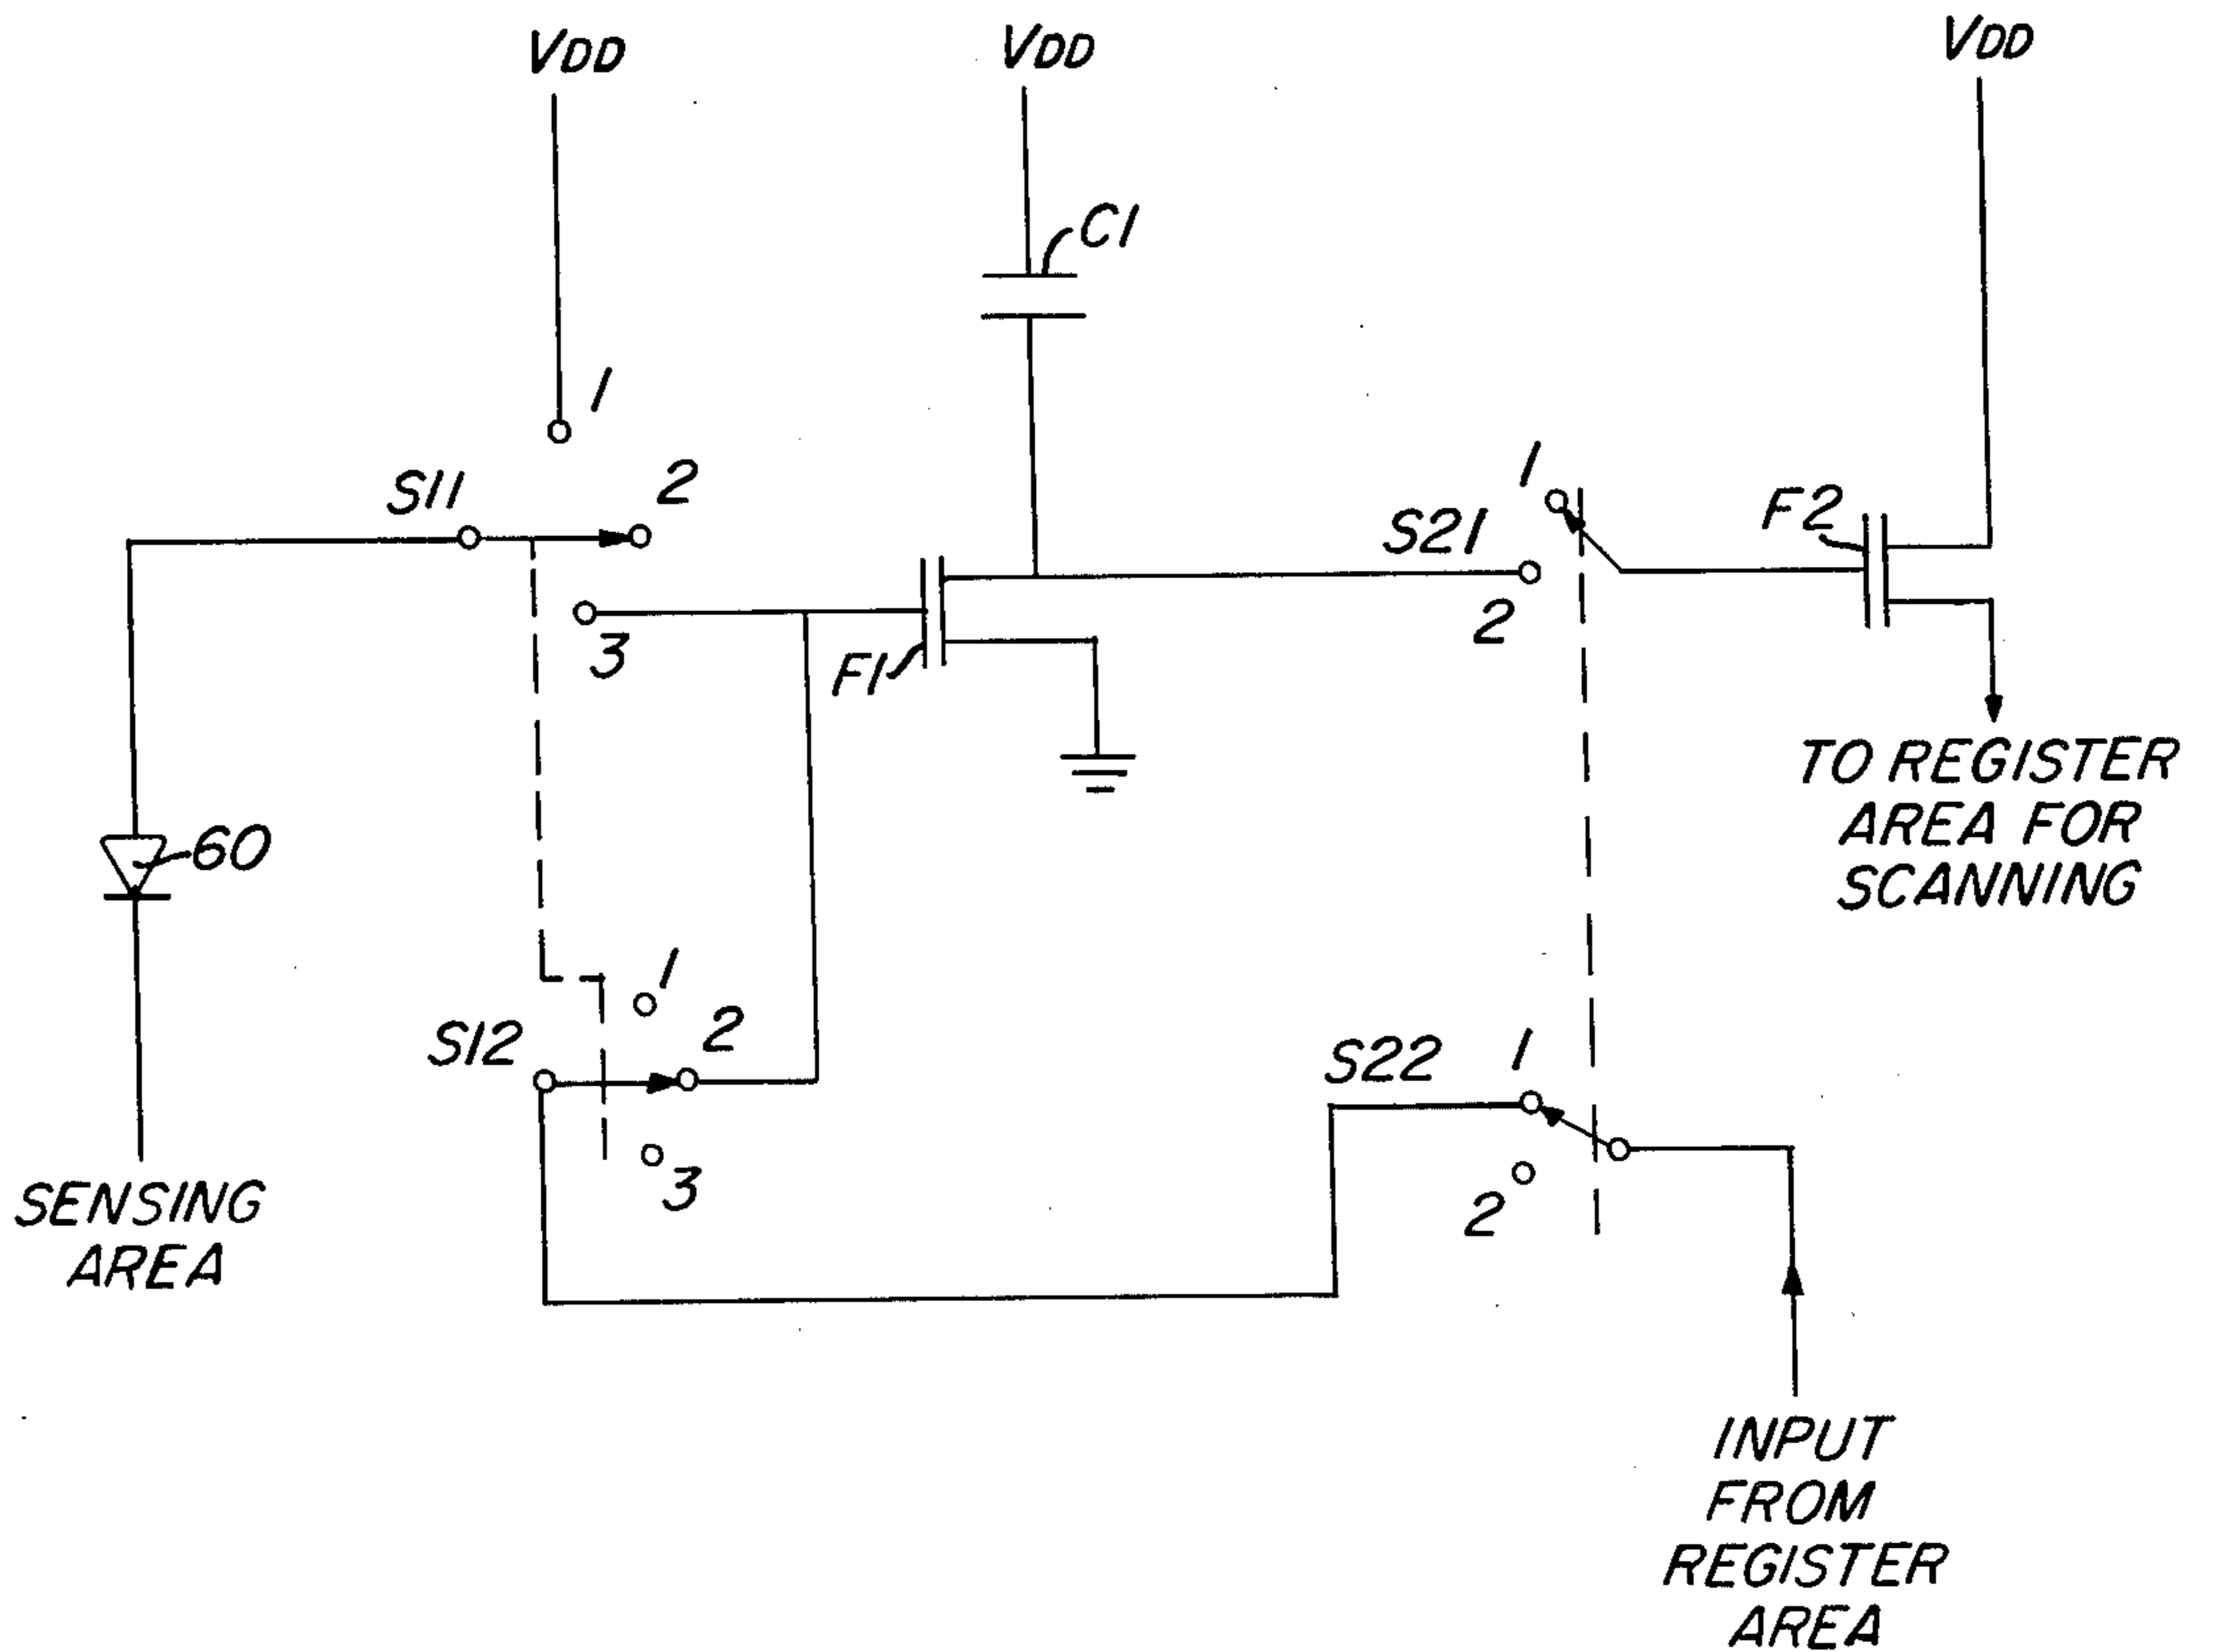 VDD
VDD
VDD
C1
1
S11
2
3
F1
S21
1
2
F2
TO REGISTER
AREA FOR
SCANNING
60
SENSING
AREA
S12
1
2
3
S22
1
2
INPUT
FROM
REGISTER
AREA